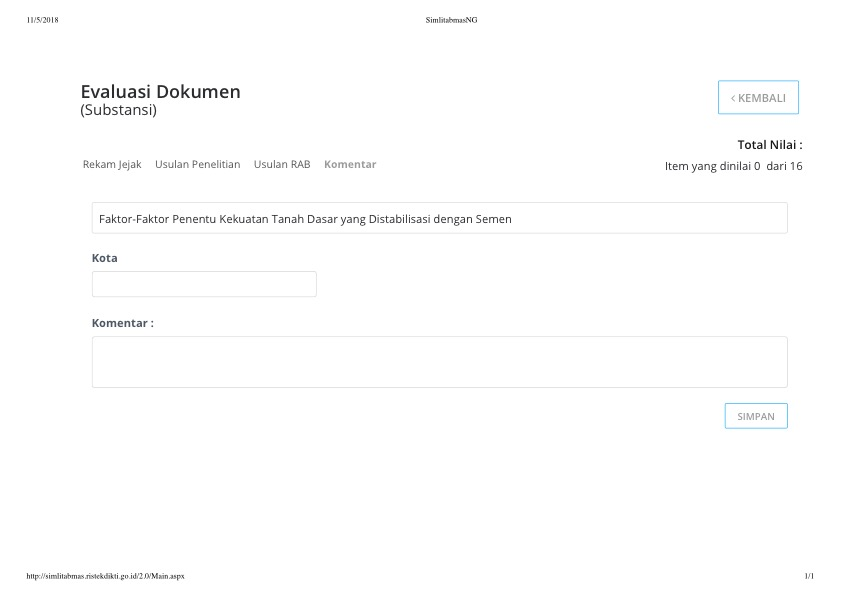 11/5/2018 SimlitabmasNG
Evaluasi Dokumen
(Substansi)
< KEMBALI
Total Nilai :
Rekam Jejak Usulan Penelitian Usulan RAB Komentar
Item yang dinilai 0 dari 16
Faktor-Faktor Penentu Kekuatan Tanah Dasar yang Distabilisasi dengan Semen
Kota
Komentar :
SIMPAN
http://simlitabmas.ristekdikti.go.id/2.0/Main.aspx 1/1